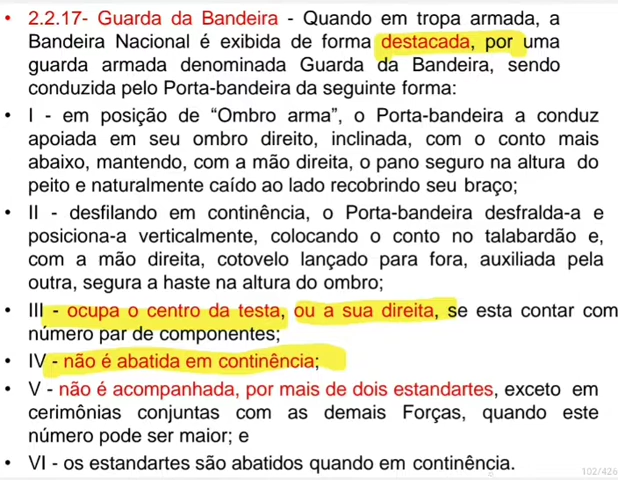 • 2.2.17- Guarda da Bandeira - Quando em tropa armada, a
Bandeira Nacional é exibida de forma destacada, por uma
guarda armada denominada Guarda da Bandeira, sendo
conduzida pelo Porta-bandeira da seguinte forma:
• I - em posição de “Ombro arma”, o Porta-bandeira a conduz
apoiada em seu ombro direito, inclinada, com o conto mais
abaixo, mantendo, com a mão direita, o pano seguro na altura do
peito e naturalmente caído ao lado recobrindo seu braço;
• II - desfilando em continência, o Porta-bandeira desfralda-a e
posiciona-a verticalmente, colocando o conto no talabardão e,
com a mão direita, cotovelo lançado para fora, auxiliada pela
outra, segura a haste na altura do ombro;
• III - ocupa o centro da testa, ou a sua direita, se esta contar com
número par de componentes;
• IV - não é abatida em continência;
• V - não é acompanhada, por mais de dois estandartes, exceto em
cerimônias conjuntas com as demais Forças, quando este
número pode ser maior; e
• VI - os estandartes são abatidos quando em continência.
102/426